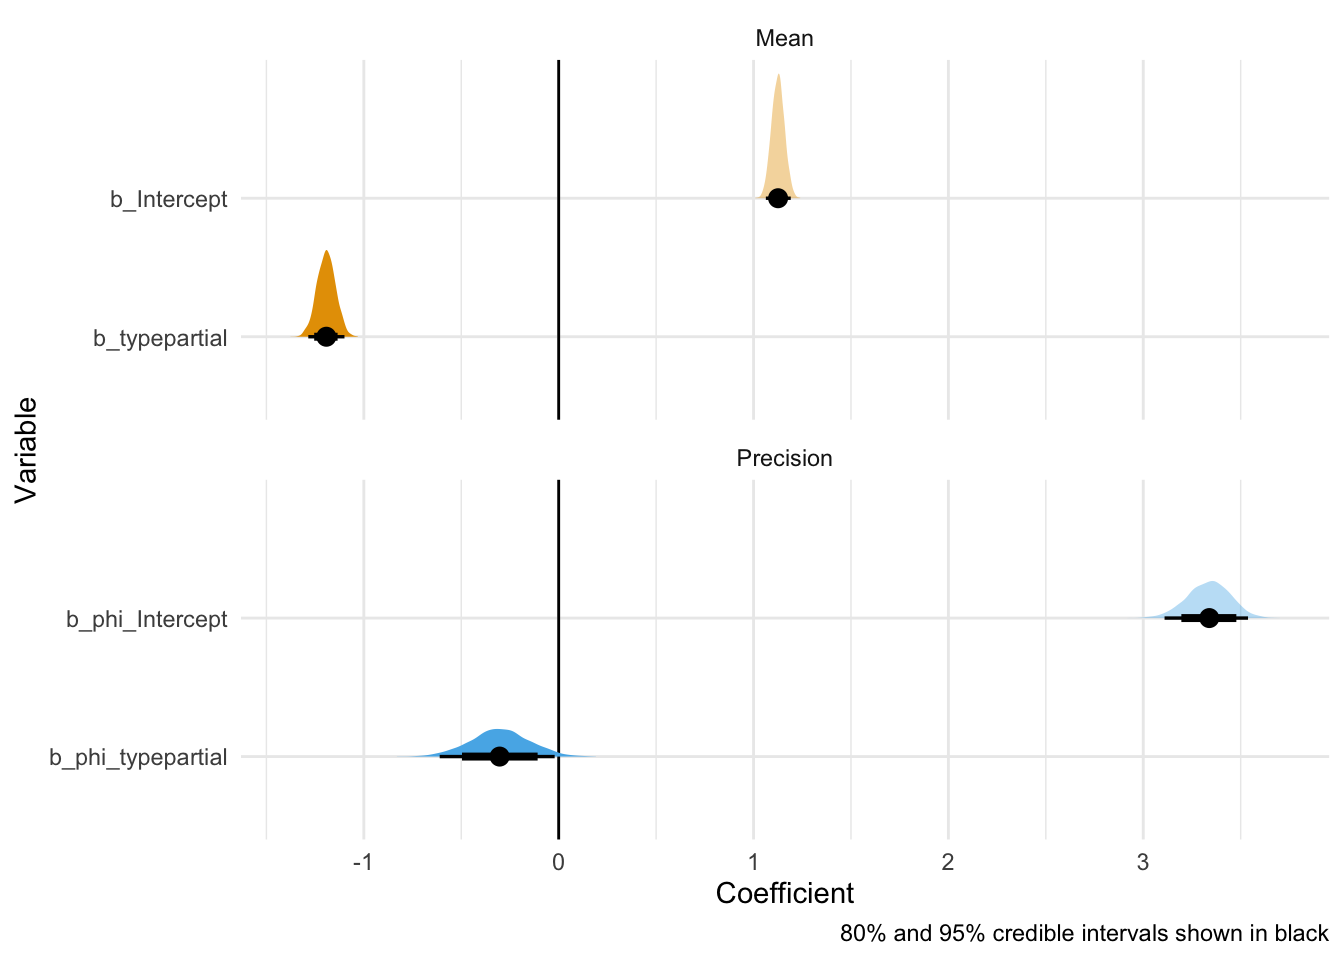 Mean
b_Intercept
b_typepartial
Variable
Precision
b_phi_Intercept
b_phi_typepartial
-1 0 1 2 3
Coefficient
80% and 95% credible intervals shown in black